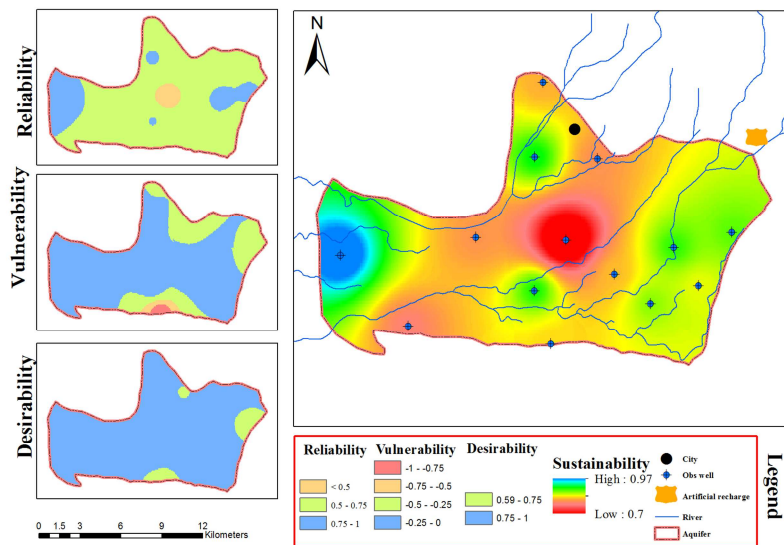 Reliability
Vulnerability
Desirability
N
0 1.5 3 6 9 12
Kilometers
Reliability
< 0.5
0.5 - 0.75
0.75 - 1
Vulnerability
-1 - -0.75
-0.75 - -0.5
-0.5 - -0.25
-0.25 - 0
Desirability
0.59 - 0.75
0.75 - 1
Sustainability
High : 0.97
Low : 0.7
City
Obs well
Artificial recharge
River
Aquifer
Legend